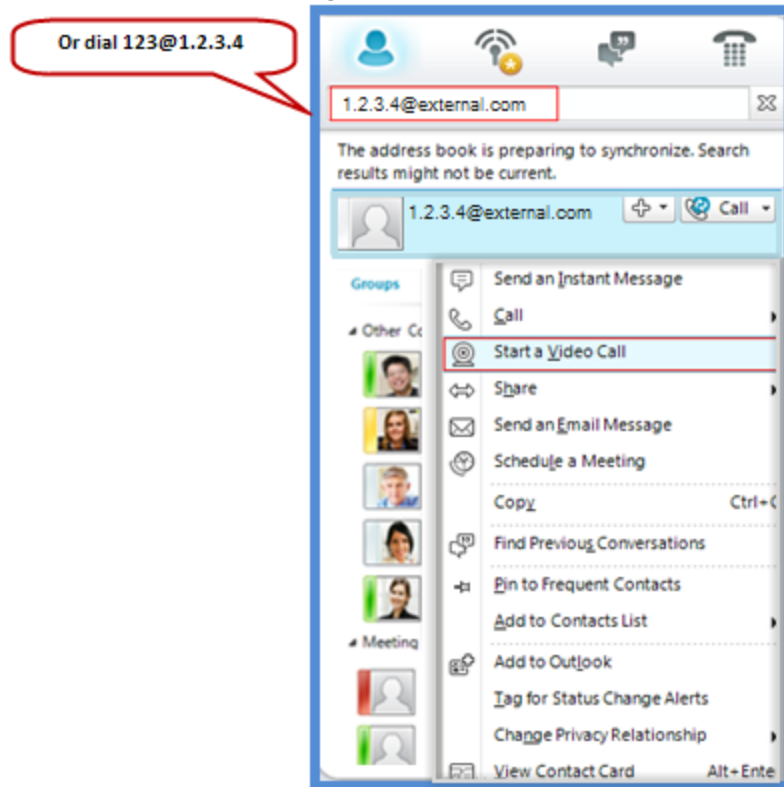 Or dial 123@1.2.3.4
1.2.3.4@external.com
The address book is preparing to synchronize. Search
results might not be current.
1.2.3.4@external.com
Call
Groups
Other Co
Meeting
Send an Instant Message
Call
Start a Video Call
Share
Send an Email Message
Schedule a Meeting
Copy Ctrl+C
Find Previous Conversations
Pin to Frequent Contacts
Add to Contacts List
Add to Outlook
Tag for Status Change Alerts
Change Privacy Relationship
View Contact Card Alt+Ente